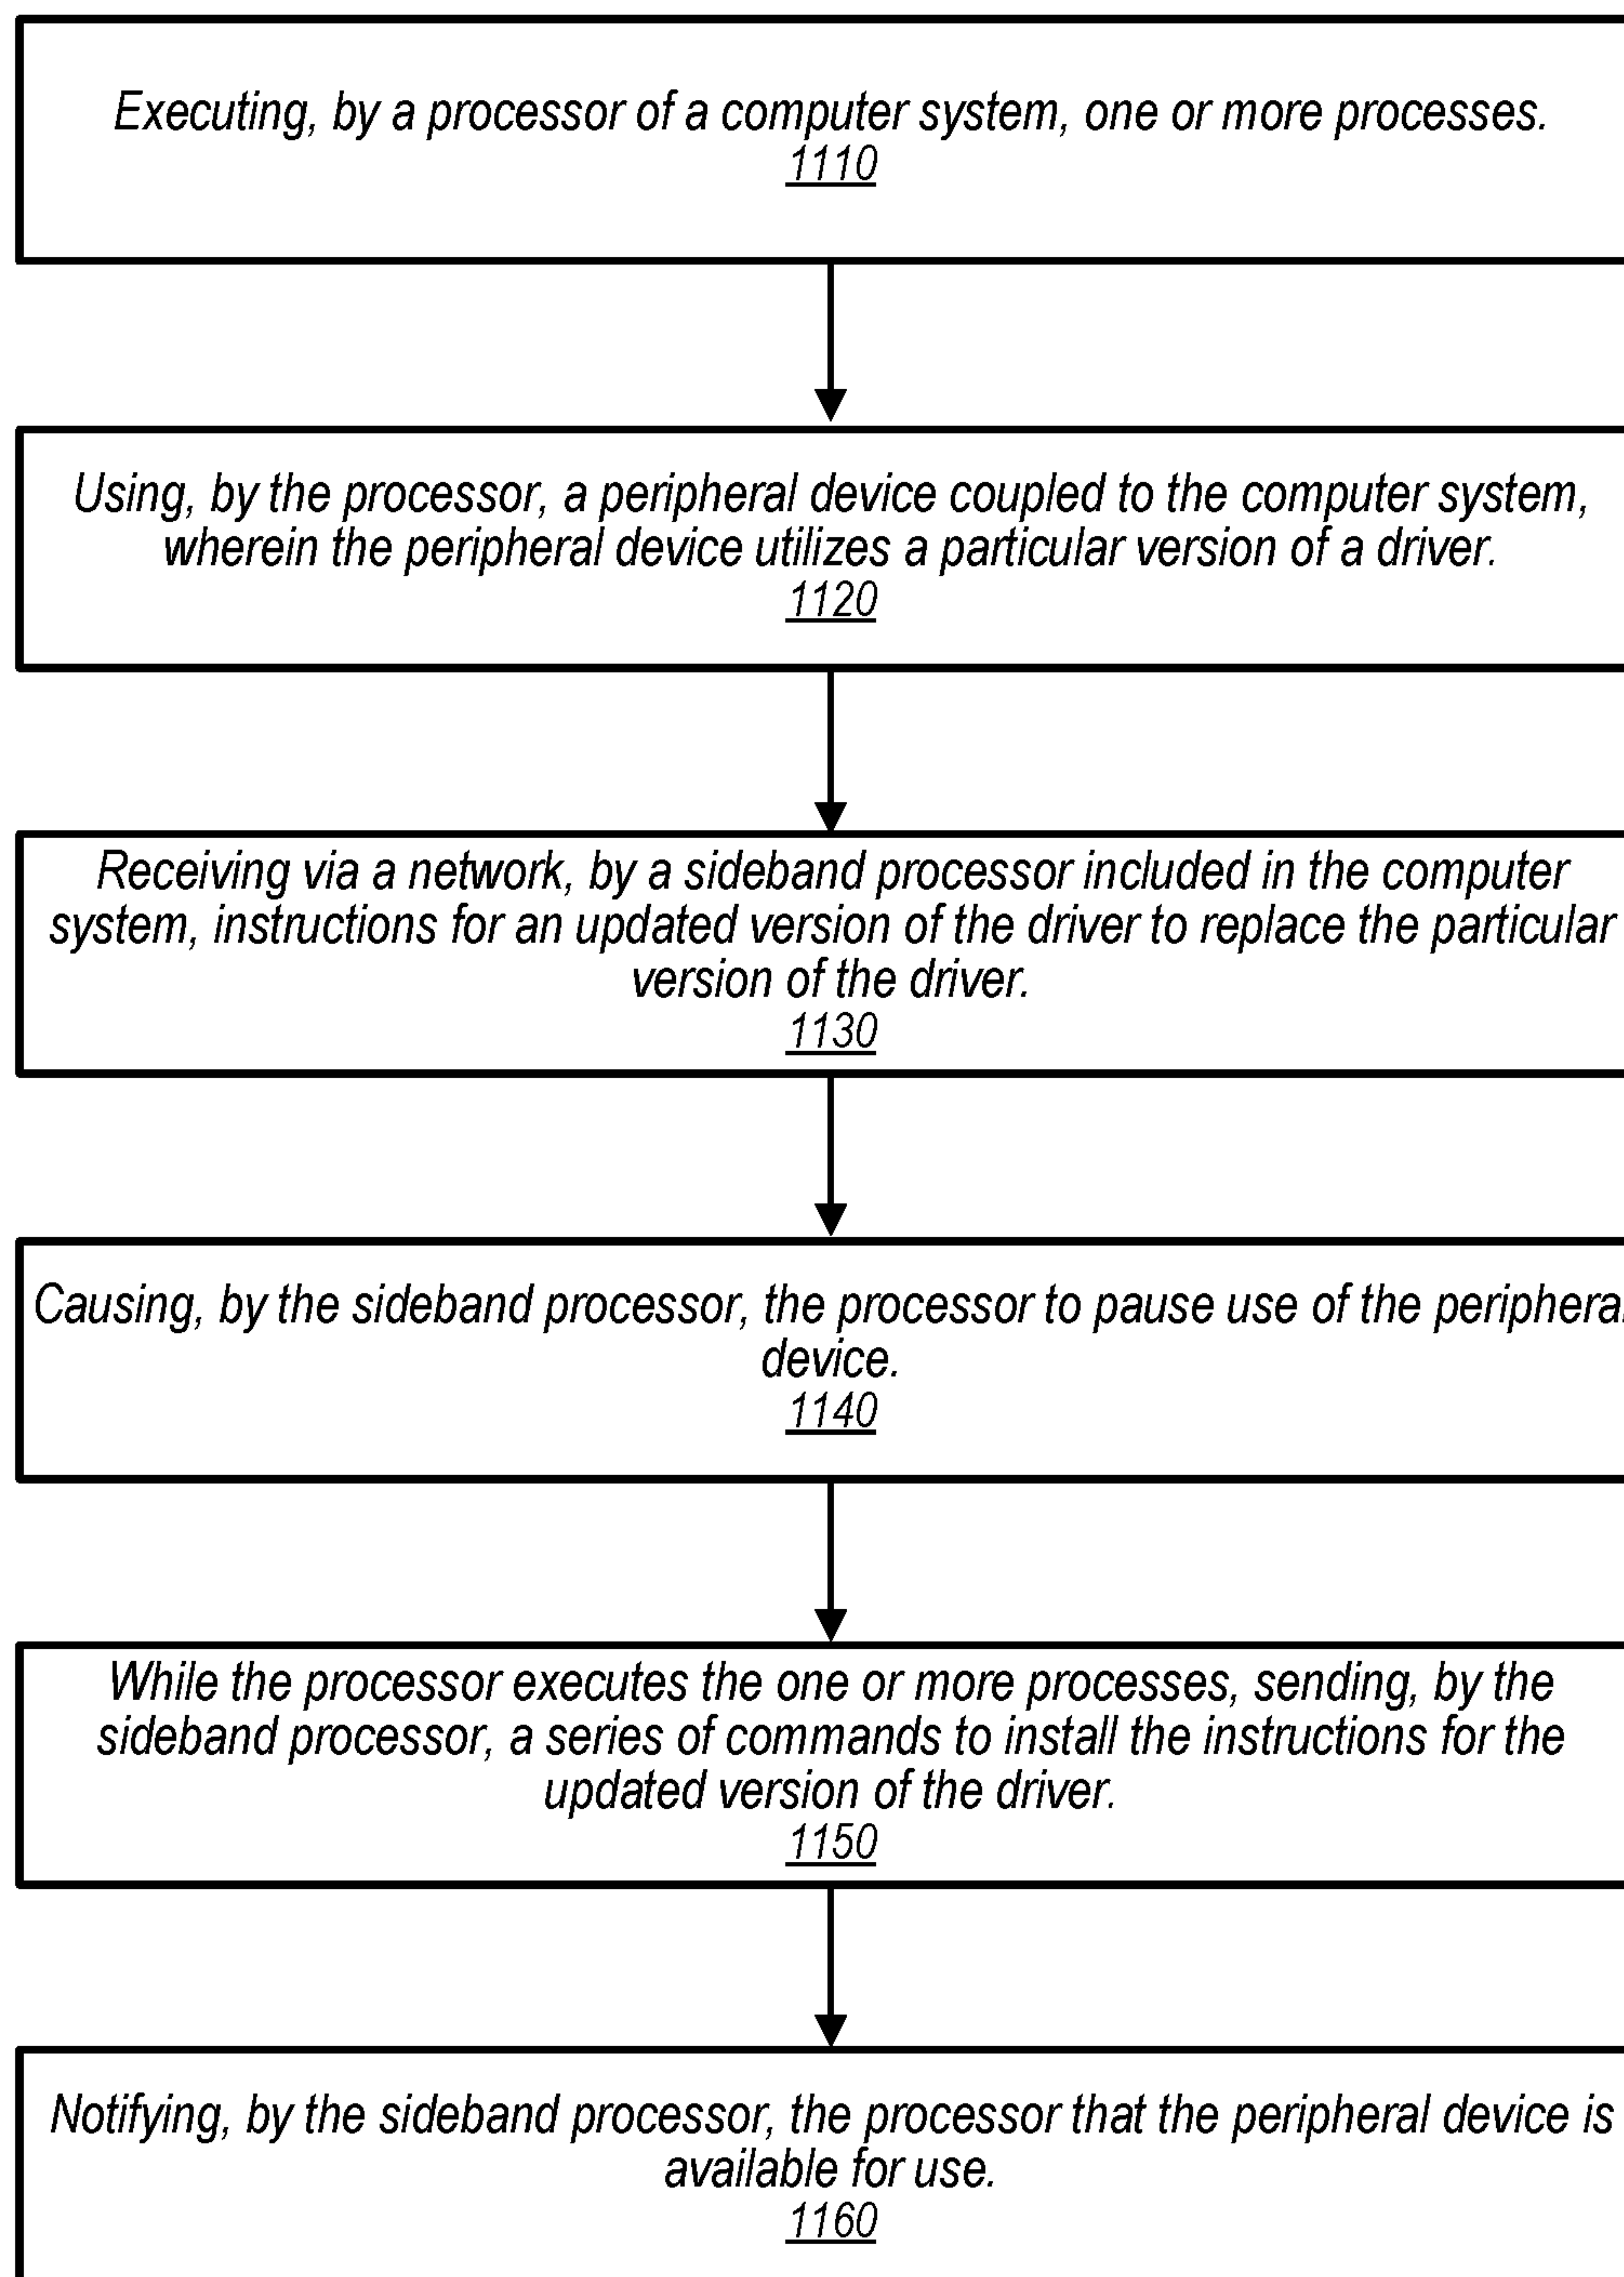 Executing, by a processor of a computer system, one or more processes.
1110
Using, by the processor, a peripheral device coupled to the computer system,
wherein the peripheral device utilizes a particular version of a driver.
1120
Receiving via a network, by a sideband processor included in the computer
system, instructions for an updated version of the driver to replace the particular
version of the driver.
1130
Causing, by the sideband processor, the processor to pause use of the peripheral
device.
1140
While the processor executes the one or more processes, sending, by the
sideband processor, a series of commands to install the instructions for the
updated version of the driver.
1150
Notifying, by the sideband processor, the processor that the peripheral device is
available for use.
1160